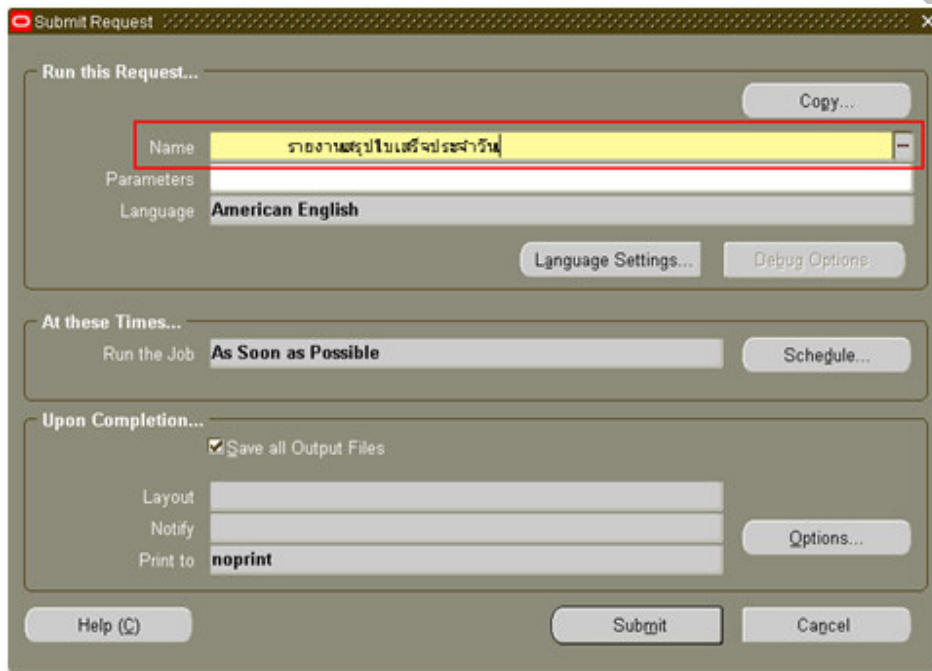 Submit Request
Run this Request...
Copy...
Name รายงานสรุปใบเสร็จประจำวัน
Parameters
Language American English
Language Settings... Debug Options
At these Times...
Run the Job As Soon as Possible Schedule...
Upon Completion...
Save all Output Files
Layout
Notify
Options...
Print to noprint
Help (C) Submit Cancel